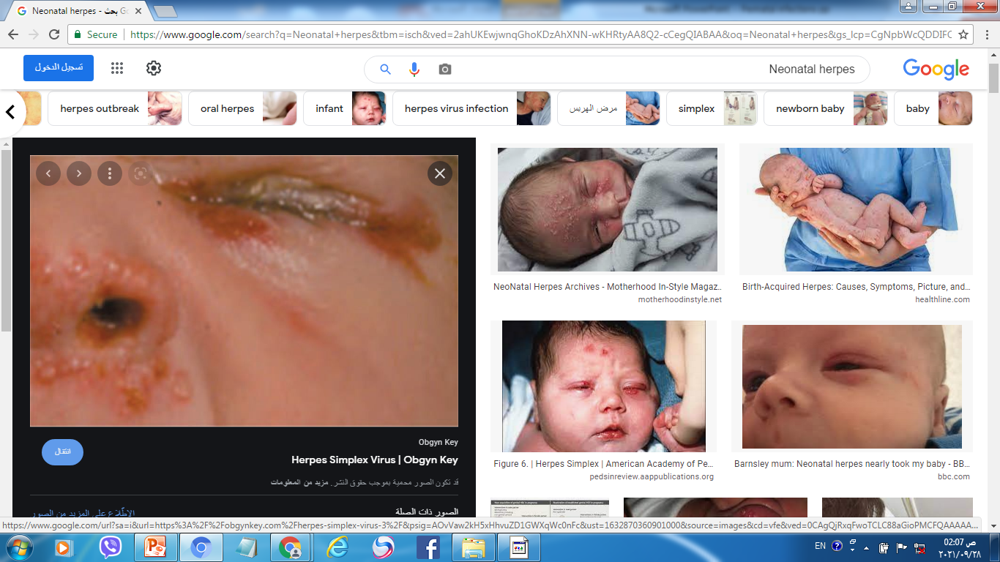 Neonatal herpes - بحث Go
Secure
https://www.google.com/search?q=Neonatal+herpes&tbm=isch&ved=2ahUKEwjwnqGhoKDzAhXNN-wKHRtyAA8Q2-cCegQIABAA&oq=Neonatal+herpes&gs_lcp=CgNpbWcQDDIFC
تسجيل الدخول
Neonatal herpes
Google
herpes outbreak
oral herpes
infant
herpes virus infection
مرض الهربس
simplex
newborn baby
baby
NeoNatal Herpes Archives - Motherhood In-Style Magaz...
motherhoodinstyle.net
Birth-Acquired Herpes: Causes, Symptoms, Picture, and...
healthline.com
Obgyn Key
انتقال
Herpes Simplex Virus | Obgyn Key
قد تكون الصور محمية بموجب حقوق النشر. مزيد من المعلومات
Figure 6. | Herpes Simplex | American Academy of Pe...
pedsinreview.aappublications.org
Barnsley mum: Neonatal herpes nearly took my baby - BB...
bbc.com
الصور ذات الصلة
الاطّلاع على المزيد من الصور
https://www.google.com/url?sa=i&url=https%3A%2F%2Fobgynkey.com%2Fherpes-simplex-virus-3%2F&psig=AOvVaw2kH5xHhvuZD1GWXqWc0nFc&ust=1632870360901000&source=images&cd=vfe&ved=0CAgQjRxqFwoTCLC88aGioPMCFQAAAAA...
EN
02:07 ص
٢٠٢١/٠٩/٢٨